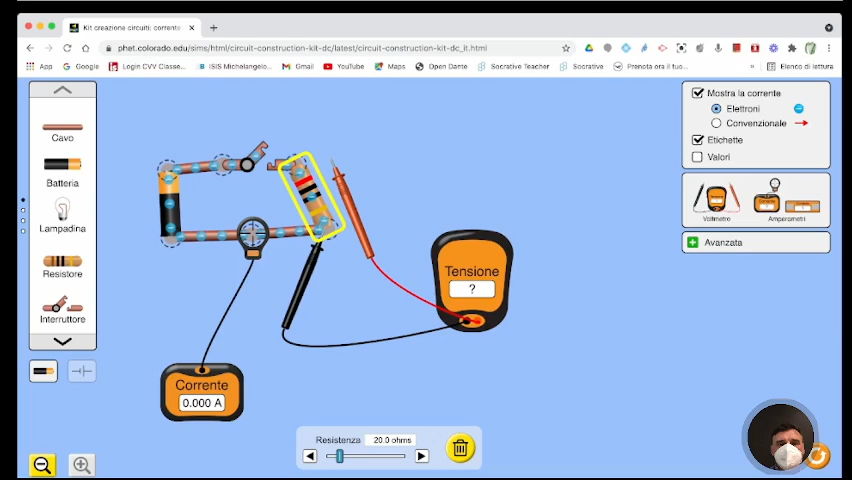 Kit creazione circuiti: corrente
phet.colorado.edu/sims/html/circuit-construction-kit-dc/latest/circuit-construction-kit-dc_it.html
App
Google
Login CVV Classe...
ISIS Michelangelo...
Gmail
YouTube
Maps
Open Dante
Socrative Teacher
Socrative
Prenota ora il tuo...
»
Elenco di lettura
Mostra la corrente
Elettroni
Convenzionale
Etichette
Valori
Tensione
Voltmetro
Corrente
Amperometri
Avanzata
Cavo
Batteria
Lampadina
Resistore
Interruttore
Tensione
?
Corrente
0.000 A
Resistenza
20.0 ohms